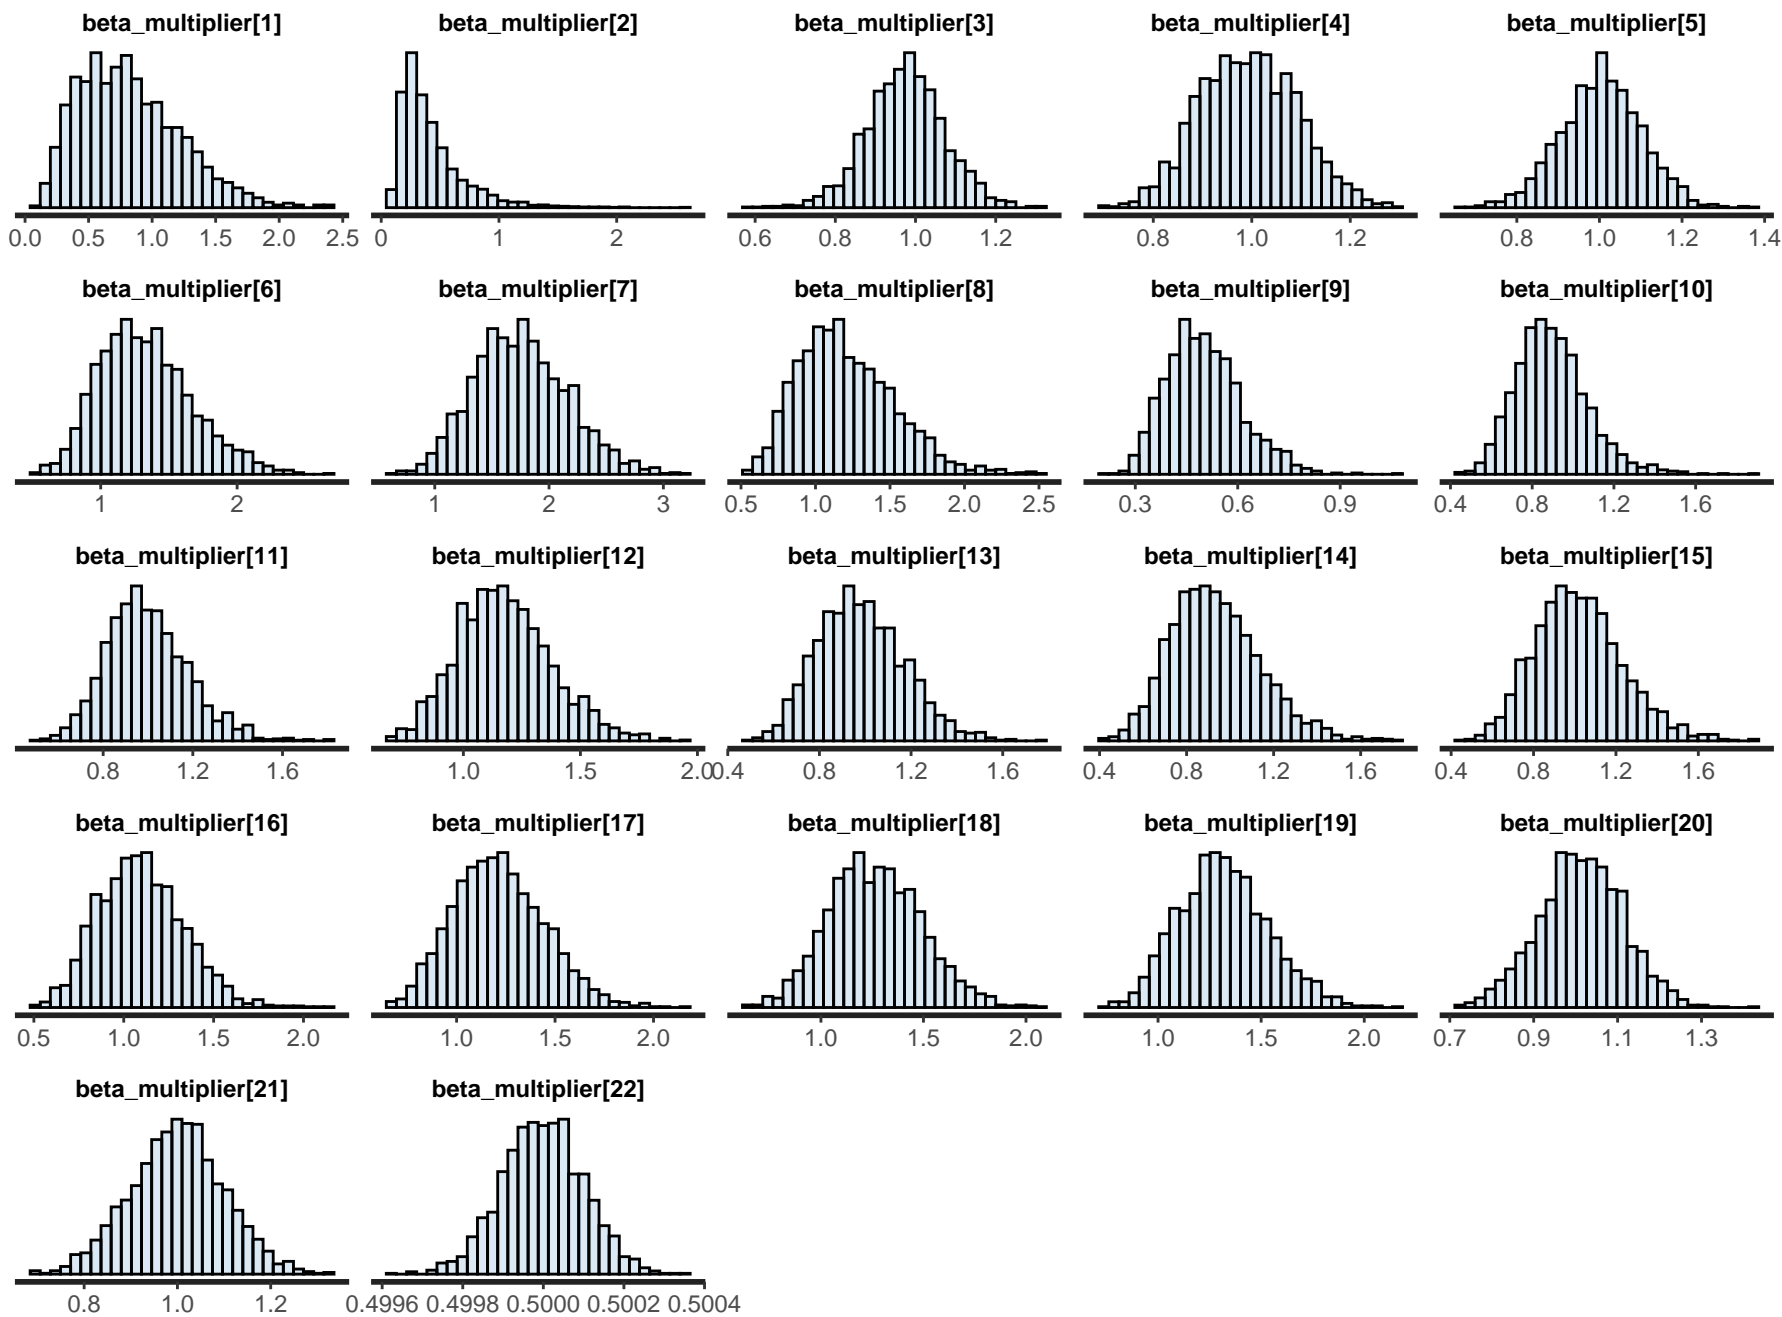 beta_multiplier[1] beta_multiplier[2] beta_multiplier[3] beta_multiplier[4] beta_multiplier[5]
0.0 0.5 1.0 1.5 2.0 2.5 0 1 2 0.6 0.8 1.0 1.2 0.8 1.0 1.2 0.8 1.0 1.2 1.4
beta_multiplier[6] beta_multiplier[7] beta_multiplier[8] beta_multiplier[9] beta_multiplier[10]
1 2 1 2 3 0.5 1.0 1.5 2.0 2.5 0.3 0.6 0.9 0.4 0.8 1.2 1.6
beta_multiplier[11] beta_multiplier[12] beta_multiplier[13] beta_multiplier[14] beta_multiplier[15]
0.8 1.2 1.6 1.0 1.5 2.0 0.4 0.8 1.2 1.6 0.4 0.8 1.2 1.6 0.4 0.8 1.2 1.6
beta_multiplier[16] beta_multiplier[17] beta_multiplier[18] beta_multiplier[19] beta_multiplier[20]
0.5 1.0 1.5 2.0 1.0 1.5 2.0 1.0 1.5 2.0 1.0 1.5 2.0 0.7 0.9 1.1 1.3
beta_multiplier[21] beta_multiplier[22]
0.8 1.0 1.2 0.4996 0.4998 0.5000 0.5002 0.5004